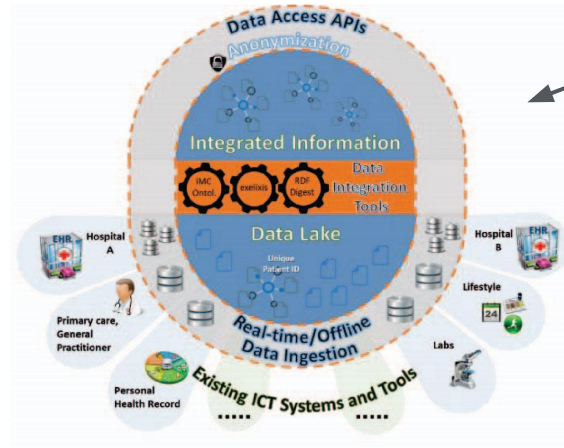 Data Access APIs
Anonymization
Integrated Information
iMC
Ontol.
exelixis
RDF
Digest
Data
Integration
Tools
Data Lake
Unique
Patient ID
EHR
Hospital
A
Hospital
B
EHR
Primary care,
General
Practitioner
Lifestyle
24
Real-time/Offline
Data Ingestion
Labs
Personal
Health Record
Existing ICT Systems and Tools
.....
.....